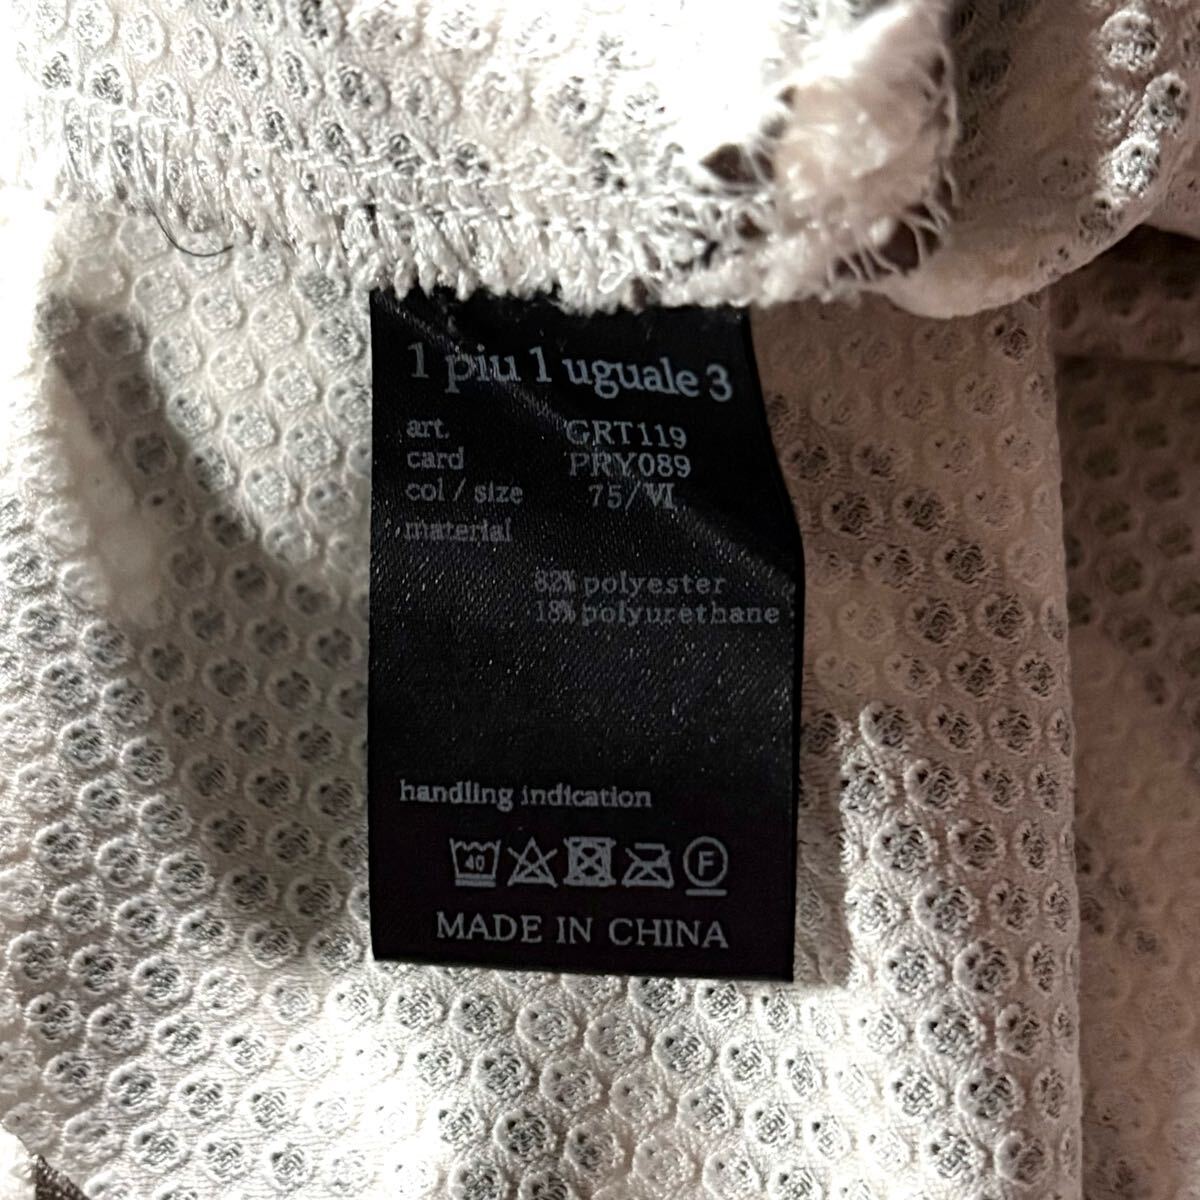 1 piu 1 uguale 3
art. GRT119
card PRY089
col / size 75/VI
material
82% polyester
18% polyurethane
handling indication
40 F
MADE IN CHINA